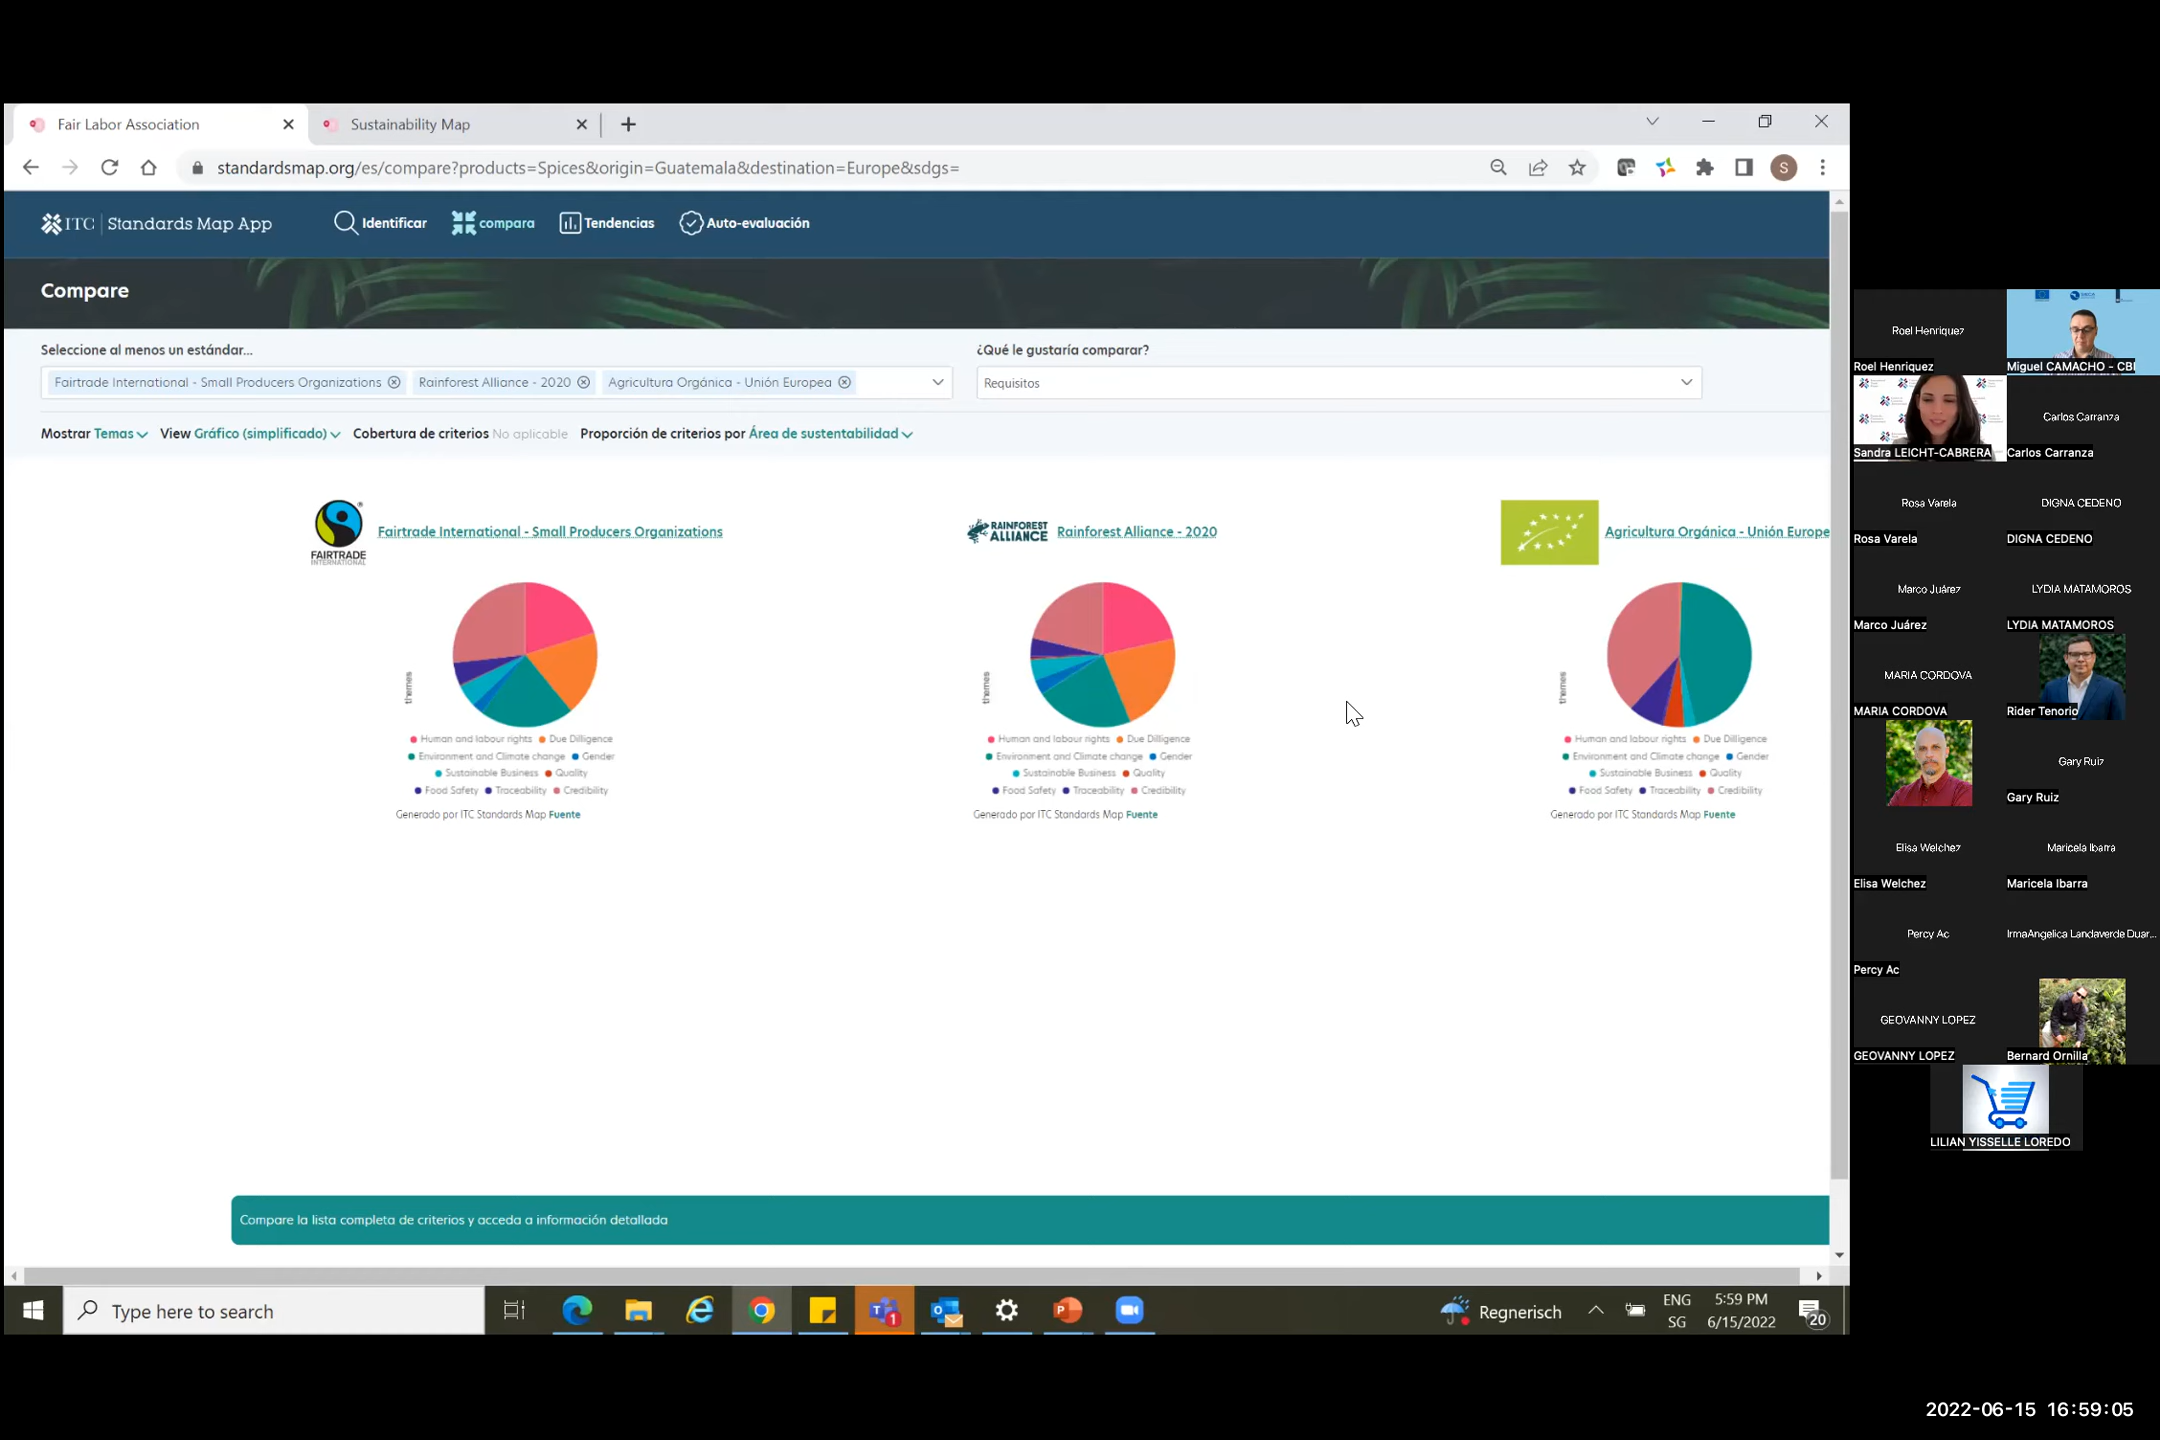 Fair Labor Association
Sustainability Map
standardsmap.org/es/compare?products=Spices&origin=Guatemala&destination=Europe&sdgs=
S
ITC | Standards Map App
Identificar
compara
Tendencias
Auto-evaluación
Compare
Seleccione al menos un estándar...
¿Qué le gustaría comparar?
Fairtrade International - Small Producers Organizations
Rainforest Alliance - 2020
Agricultura Orgánica - Unión Europea
Requisitos
Mostrar Temas
View Gráfico (simplificado)
Cobertura de criterios No aplicable
Proporción de criterios por Área de sustentabilidad
FAIRTRADE
INTERNATIONAL
Fairtrade International - Small Producers Organizations
themes
Human and labour rights Due Dilligence
Environment and Climate change Gender
Sustainable Business Quality
Food Safety Traceability Credibility
Generado por ITC Standards Map Fuente
RAINFOREST
ALLIANCE
Rainforest Alliance - 2020
themes
Human and labour rights Due Dilligence
Environment and Climate change Gender
Sustainable Business Quality
Food Safety Traceability Credibility
Generado por ITC Standards Map Fuente
Agricultura Orgánica - Unión Europe
themes
Human and labour rights Due Dilligence
Environment and Climate change Gender
Sustainable Business Quality
Food Safety Traceability Credibility
Generado por ITC Standards Map Fuente
Compare la lista completa de criterios y acceda a información detallada
Type here to search
1
Regnerisch
ENG
SG
5:59 PM
6/15/2022
20
Roel Henriquez
Roel Henriquez
Miguel CAMACHO - CBI
Sandra LEICHT-CABRERA
Carlos Carranza
Carlos Carranza
Rosa Varela
Rosa Varela
DIGNA CEDENO
DIGNA CEDENO
Marco Juárez
Marco Juárez
LYDIA MATAMOROS
LYDIA MATAMOROS
MARIA CORDOVA
MARIA CORDOVA
Rider Tenorio
Gary Ruiz
Gary Ruiz
Elisa Welchez
Elisa Welchez
Maricela Ibarra
Maricela Ibarra
Percy Ac
Percy Ac
IrmaAngelica Landaverde Duar...
GEOVANNY LOPEZ
GEOVANNY LOPEZ
Bernard Ornilla
LILIAN YISSELLE LOREDO
2022-06-15 16:59:05